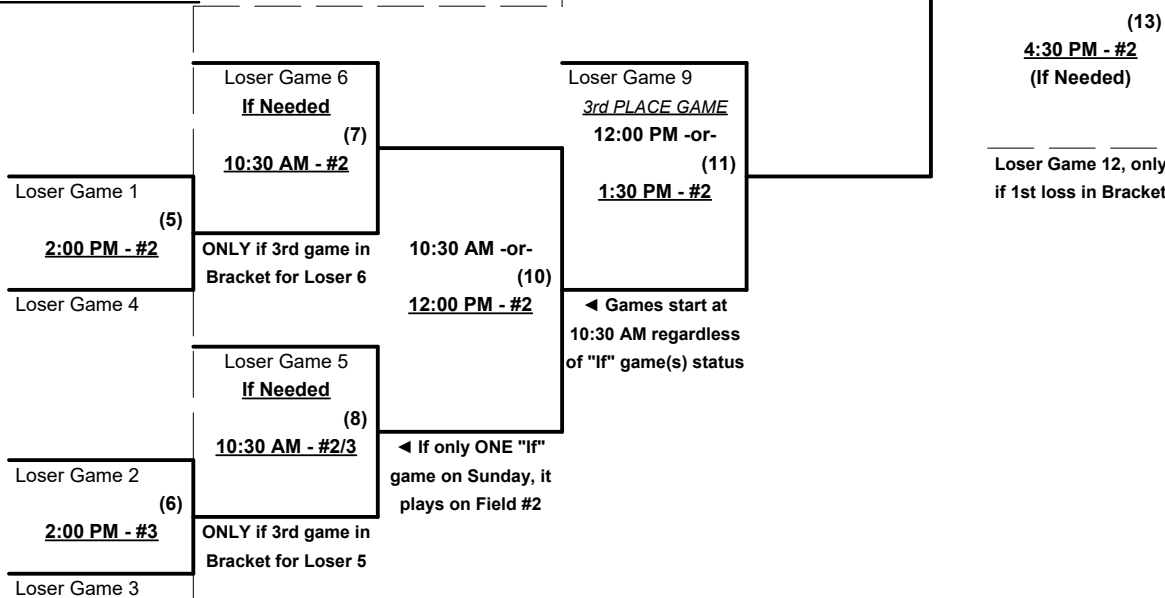 (13)
4:30 PM - #2
(If Needed)
Loser Game 12, only
if 1st loss in Bracket
Loser Game 6
If Needed
(7)
10:30 AM - #2
Loser Game 9
3rd PLACE GAME
12:00 PM -or-
(11)
1:30 PM - #2
Loser Game 1
(5)
2:00 PM - #2
Loser Game 4
ONLY if 3rd game in
Bracket for Loser 6
10:30 AM -or-
(10)
12:00 PM - #2
◄ Games start at
10:30 AM regardless
of "If" game(s) status
Loser Game 5
If Needed
(8)
10:30 AM - #2/3
◄ If only ONE "If"
game on Sunday, it
plays on Field #2
Loser Game 2
(6)
2:00 PM - #3
Loser Game 3
ONLY if 3rd game in
Bracket for Loser 5